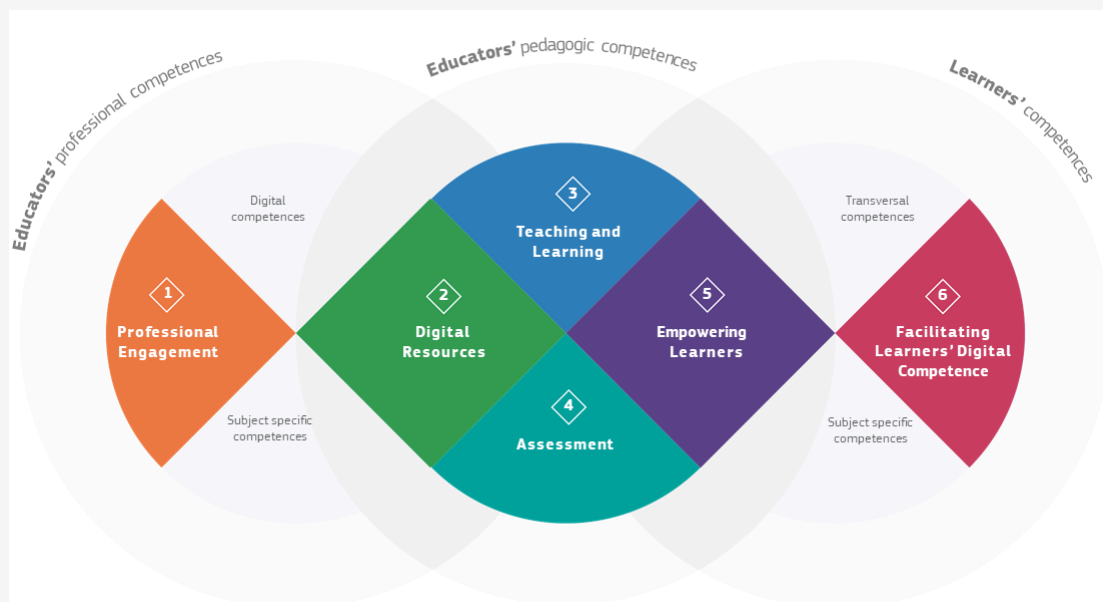 Educators' professional competences
Educators' pedagogic competences
Learners' competences
Digital
competences
Transversal
competences
1
Professional
Engagement
2
Digital
Resources
3
Teaching and
Learning
4
Assessment
5
Empowering
Learners
6
Facilitating
Learners' Digital
Competence
Subject specific
competences
Subject specific
competences